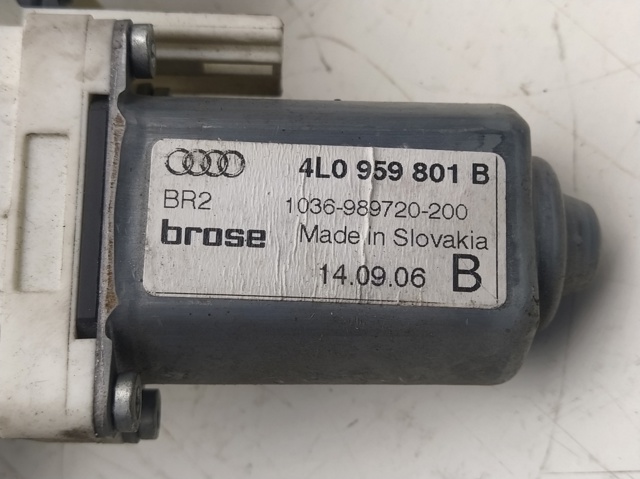 4L0 959 801 B
BR2 1036-989720-200
brose Made in Slovakia
14.09.06 B